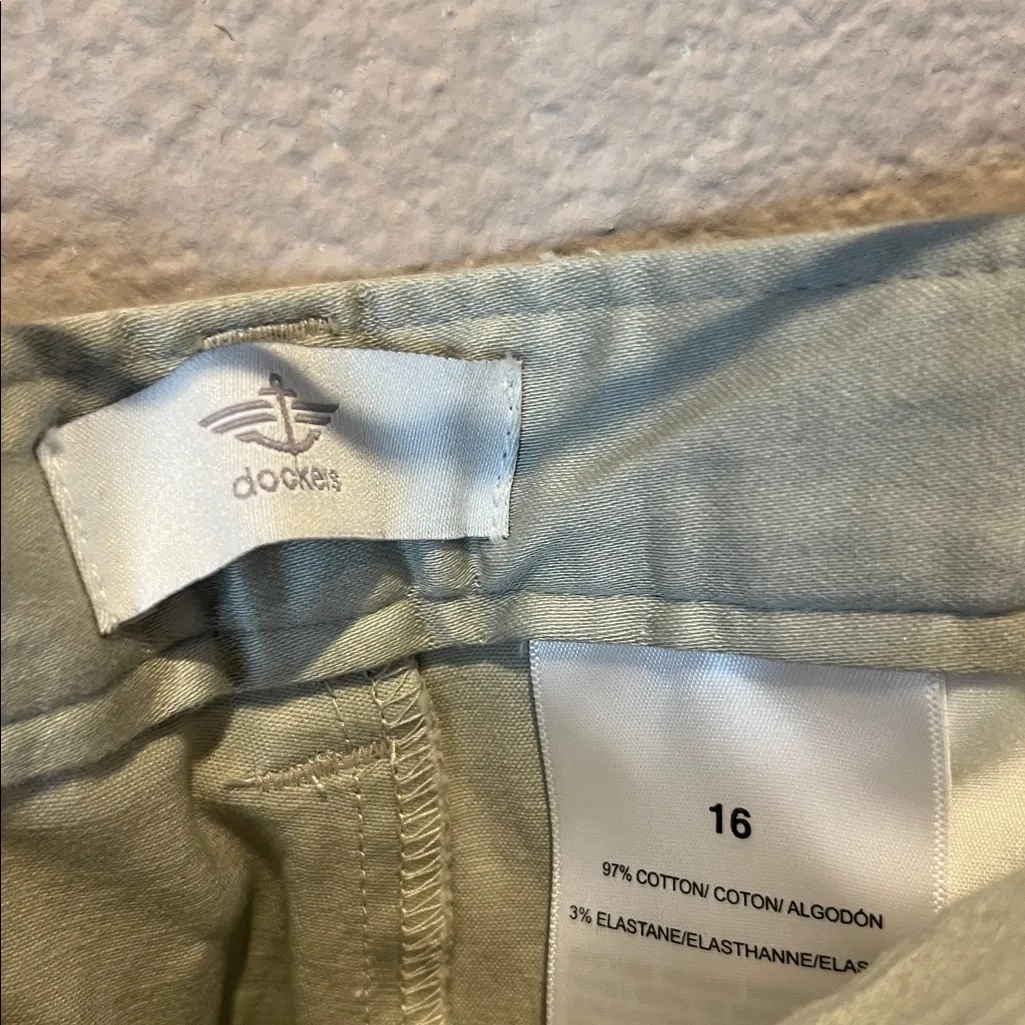 dockers
16
97% COTTON/ COTON/ ALGODÓN
3% ELASTANE/ELASTHANNE/ELAS